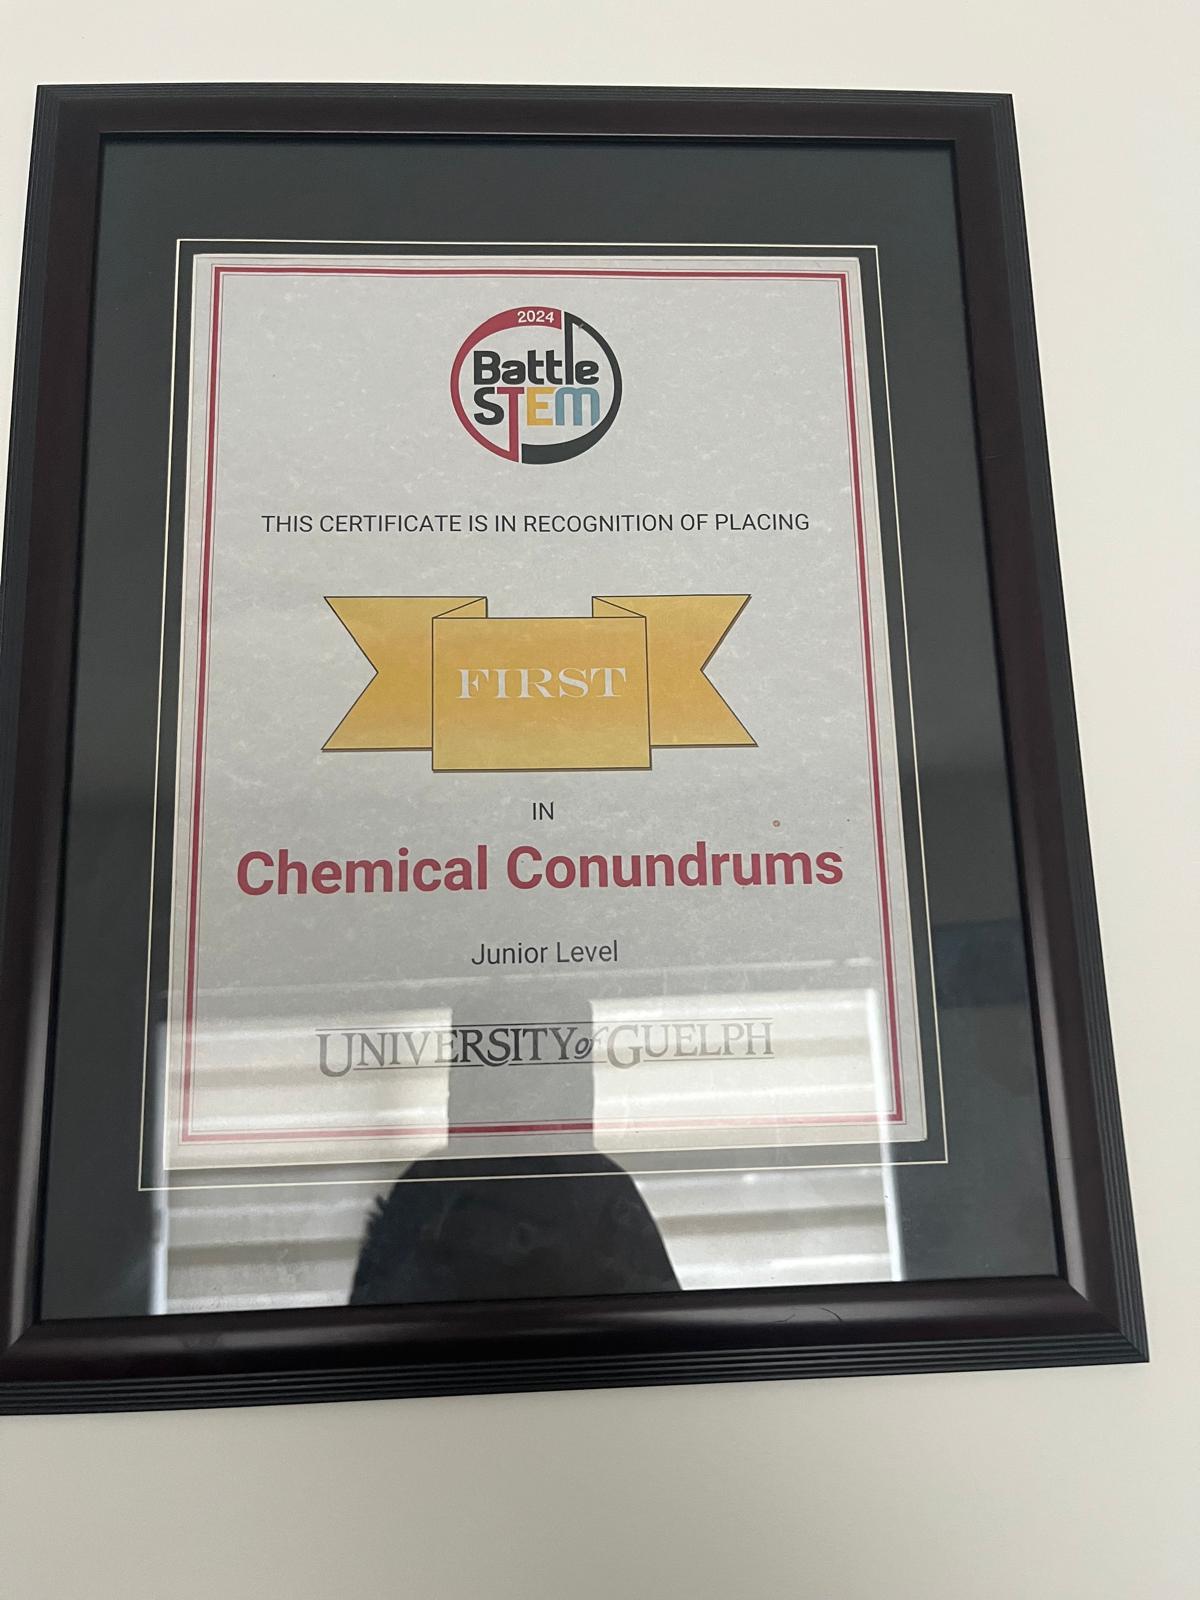 2024
Battle
STEM
THIS CERTIFICATE IS IN RECOGNITION OF PLACING
FIRST
IN
Chemical Conundrums
Junior Level
UNIVERSITY of GUELPH